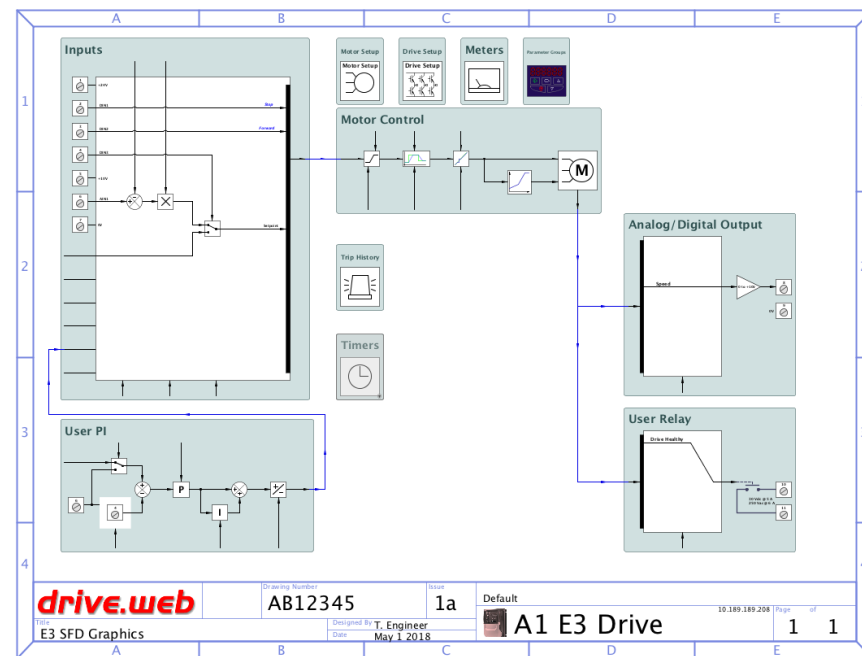 A B C D E
Inputs
Motor Setup
Motor Setup
Drive Setup
Drive Setup
Meters
Parameter Groups
1
Stop
Forward
Setpoint
Motor Control
M
2
Analog/Digital Output
Speed
Trip History
Timers
3
User PI
P
I
User Relay
Drive Healthy
4
drive.web
Drawing Number
AB12345
Issue
1a
Default
10.189.189.208
A1 E3 Drive
Page of
1 1
Title
E3 SFD Graphics
Designed By T. Engineer
Date May 1 2018
A B C D E